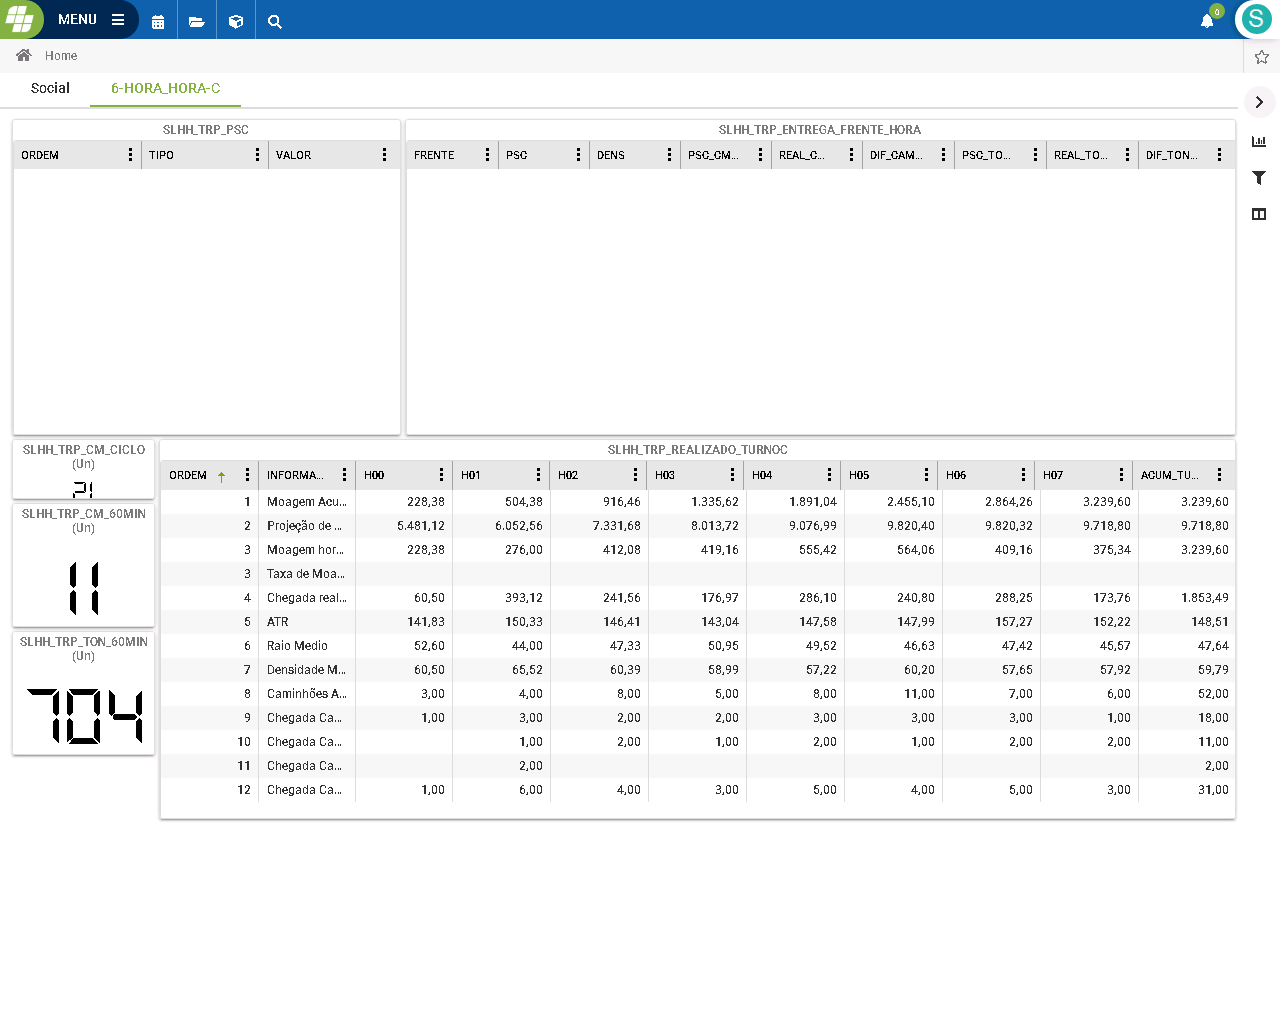 MENU
0
S
Home
Social 6-HORA_HORA-C
SLHH_TRP_PSC
ORDEM TIPO VALOR
SLHH_TRP_ENTREGA_FRENTE_HORA
FRENTE PSC DENS PSC_CM... REAL_C... DIF_CAM... PSC_TO... REAL_TO... DIF_TON...
SLHH_TRP_CM_CICLO
(Un)
21
SLHH_TRP_CM_60MIN
(Un)
11
SLHH_TRP_TON_60MIN
(Un)
704
SLHH_TRP_REALIZADO_TURNOC
ORDEM INFORMA... H00 H01 H02 H03 H04 H05 H06 H07 ACUM_TU...
1 Moagem Acu... 228,38 504,38 916,46 1.335,62 1.891,04 2.455,10 2.864,26 3.239,60 3.239,60
2 Projeção de ... 5.481,12 6.052,56 7.331,68 8.013,72 9.076,99 9.820,40 9.820,32 9.718,80 9.718,80
3 Moagem hor... 228,38 276,00 412,08 419,16 555,42 564,06 409,16 375,34 3.239,60
3 Taxa de Moa...
4 Chegada real... 60,50 393,12 241,56 176,97 286,10 240,80 288,25 173,76 1.853,49
5 ATR 141,83 150,33 146,41 143,04 147,58 147,99 157,27 152,22 148,51
6 Raio Medio 52,60 44,00 47,33 50,95 49,52 46,63 47,42 45,57 47,64
7 Densidade M... 60,50 65,52 60,39 58,99 57,22 60,20 57,65 57,92 59,79
8 Caminhões A... 3,00 4,00 8,00 5,00 8,00 11,00 7,00 6,00 52,00
9 Chegada Ca... 1,00 3,00 2,00 2,00 3,00 3,00 3,00 1,00 18,00
10 Chegada Ca... 1,00 2,00 1,00 2,00 1,00 2,00 2,00 11,00
11 Chegada Ca... 2,00 2,00
12 Chegada Ca... 1,00 6,00 4,00 3,00 5,00 4,00 5,00 3,00 31,00